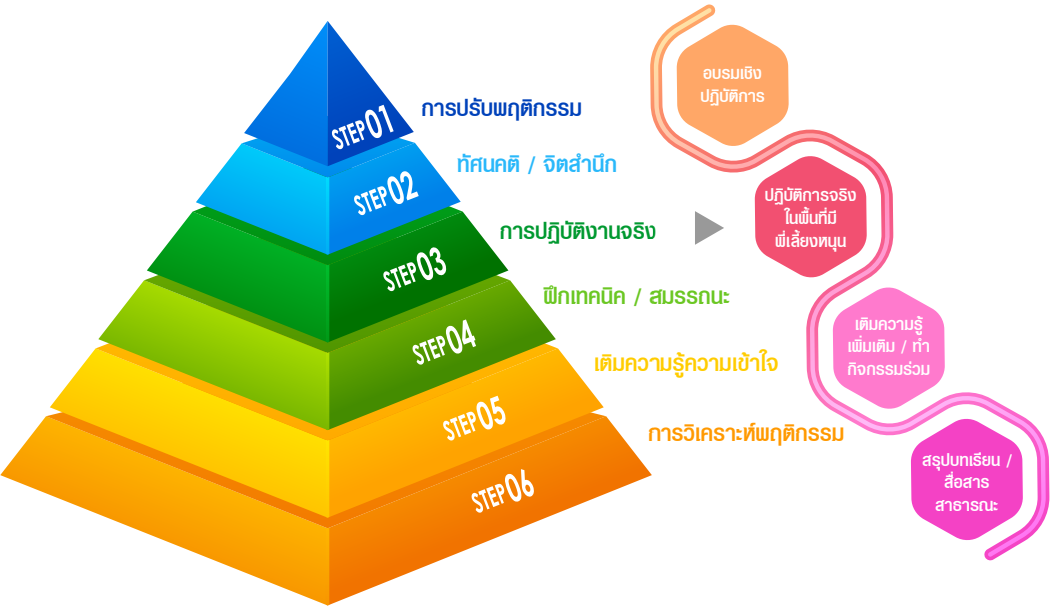 STEP01
การปรับพฤติกรรม
STEP02
ทัศนคติ / จิตสำนึก
STEP03
การปฏิบัติงานจริง
STEP04
ฝึกเทคนิค / สมรรถนะ
STEP05
เติมความรู้ความเข้าใจ
STEP06
การวิเคราะห์พฤติกรรม
อบรมเชิง
ปฏิบัติการ
ปฏิบัติการจริง
ในพื้นที่มี
พี่เลี้ยงหนุน
เติมความรู้
เพิ่มเติม / ทำ
กิจกรรมร่วม
สรุปบทเรียน /
สื่อสาร
สาธารณะ